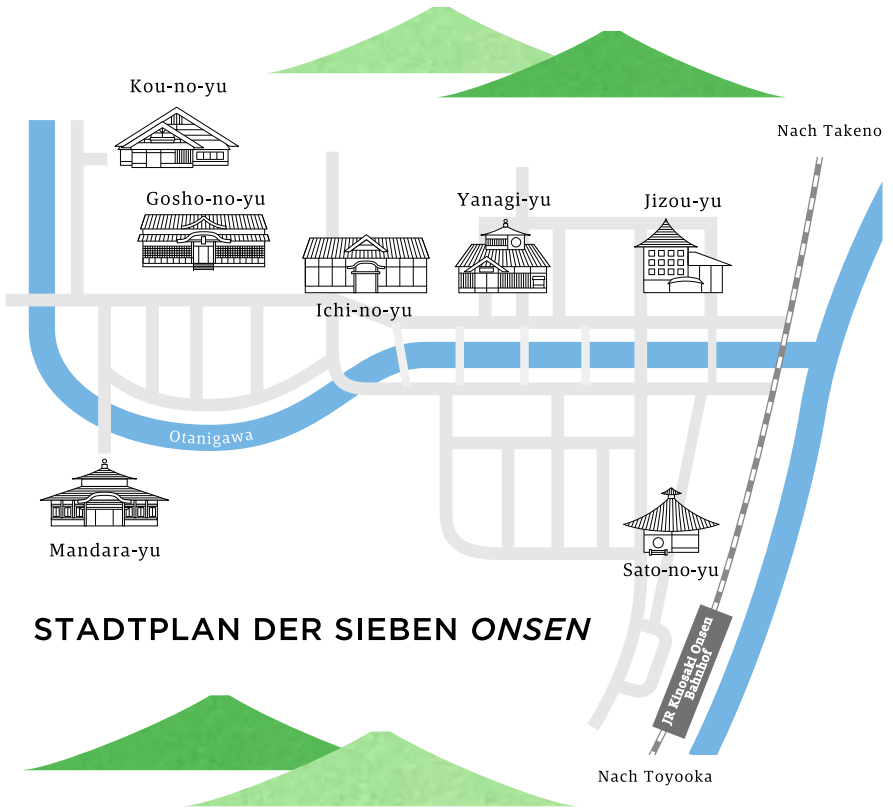 Kou-no-yu
Nach Takeno
Gosho-no-yu
Yanagi-yu
Jizou-yu
Ichi-no-yu
Otanigawa
Mandara-yu
Sato-no-yu
STADTPLAN DER SIEBEN ONSEN
JR Kinosaki Onsen
Bahnhof
Nach Toyooka